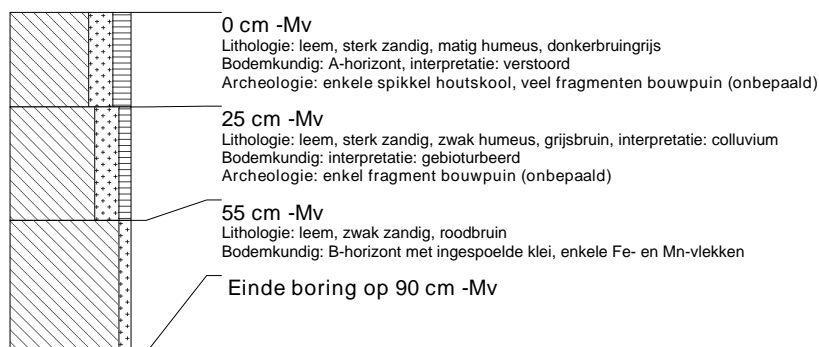 0 cm -Mv
Lithologie: leem, sterk zandig, matig humeus, donkerbruingrijs
Bodemkundig: A-horizont, interpretatie: verstoord
Archeologie: enkele spikkel houtskool, veel fragmenten bouwpuin (onbepaald)
25 cm -Mv
Lithologie: leem, sterk zandig, zwak humeus, grijsbruin, interpretatie: colluvium
Bodemkundig: interpretatie: gebioturbeerd
Archeologie: enkel fragment bouwpuin (onbepaald)
55 cm -Mv
Lithologie: leem, zwak zandig, roodbruin
Bodemkundig: B-horizont met ingespoelde klei, enkele Fe- en Mn-vlekken
Einde boring op 90 cm -Mv